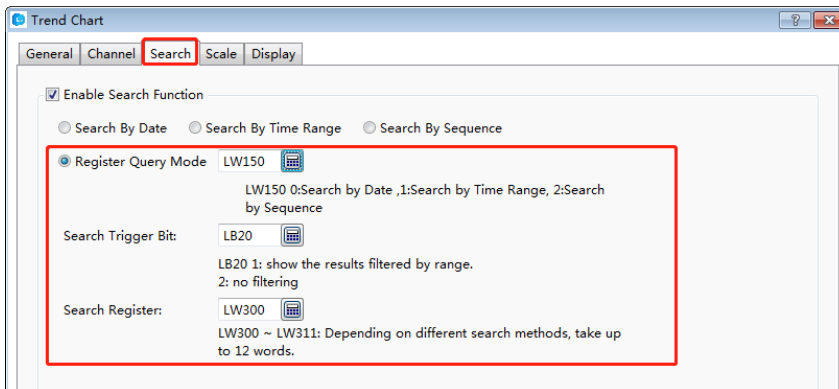 Trend Chart
General Channel Search Scale Display
Enable Search Function
Search By Date Search By Time Range Search By Sequence
Register Query Mode LW150
LW150 0:Search by Date ,1:Search by Time Range, 2:Search
by Sequence
Search Trigger Bit: LB20
LB20 1: show the results filtered by range.
2: no filtering
Search Register: LW300
LW300 ~ LW311: Depending on different search methods, take up
to 12 words.